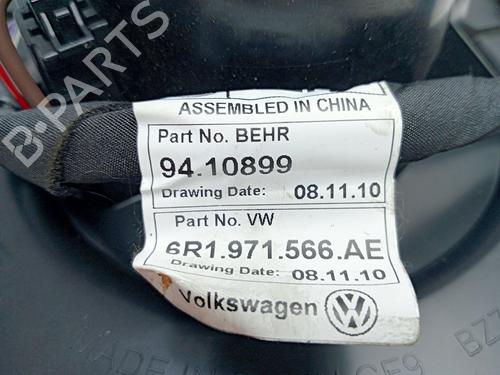 B-PARTS
ASSEMBLED IN CHINA
Part No. BEHR
94.10899
Drawing Date: 08.11.10
Part No. VW
6R1.971.566.AE
Drawing Date: 08.11.10
Volkswagen